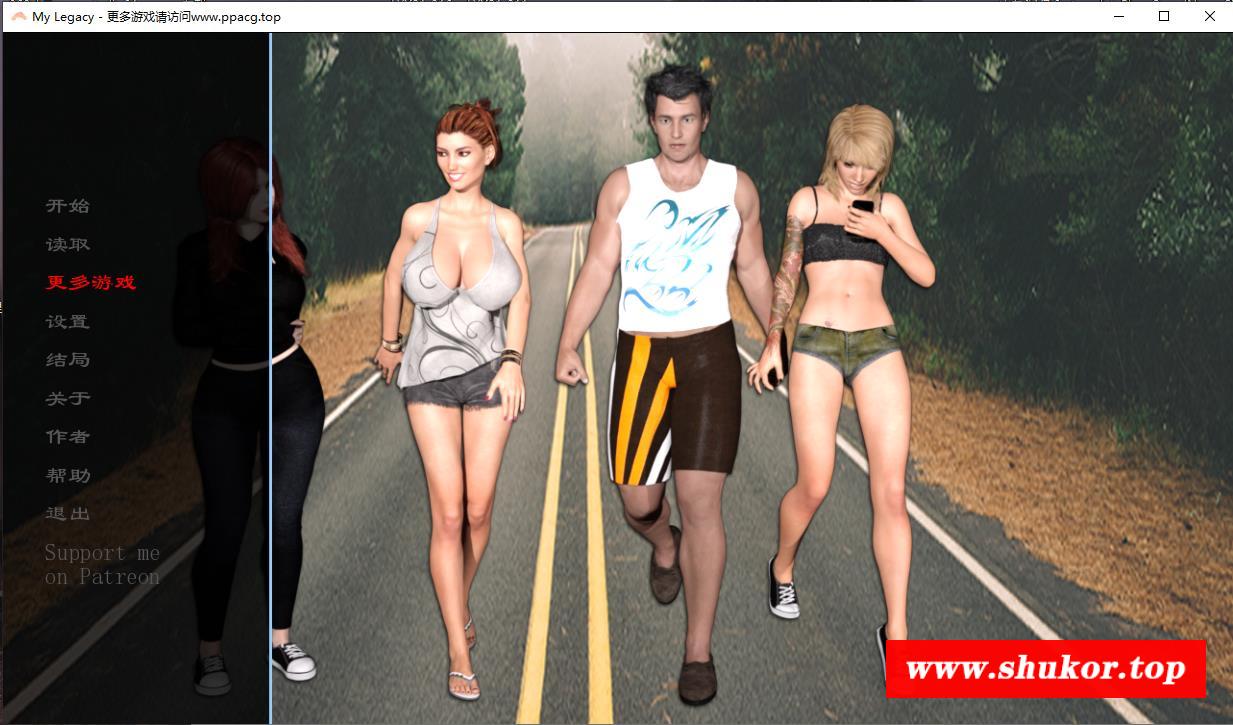 My Legacy - 更多游戏请访问www.ppacg.top
开始
读取
更多游戏
设置
结局
关于
作者
帮助
退出
Support me
on Patreon
www.shukor.top